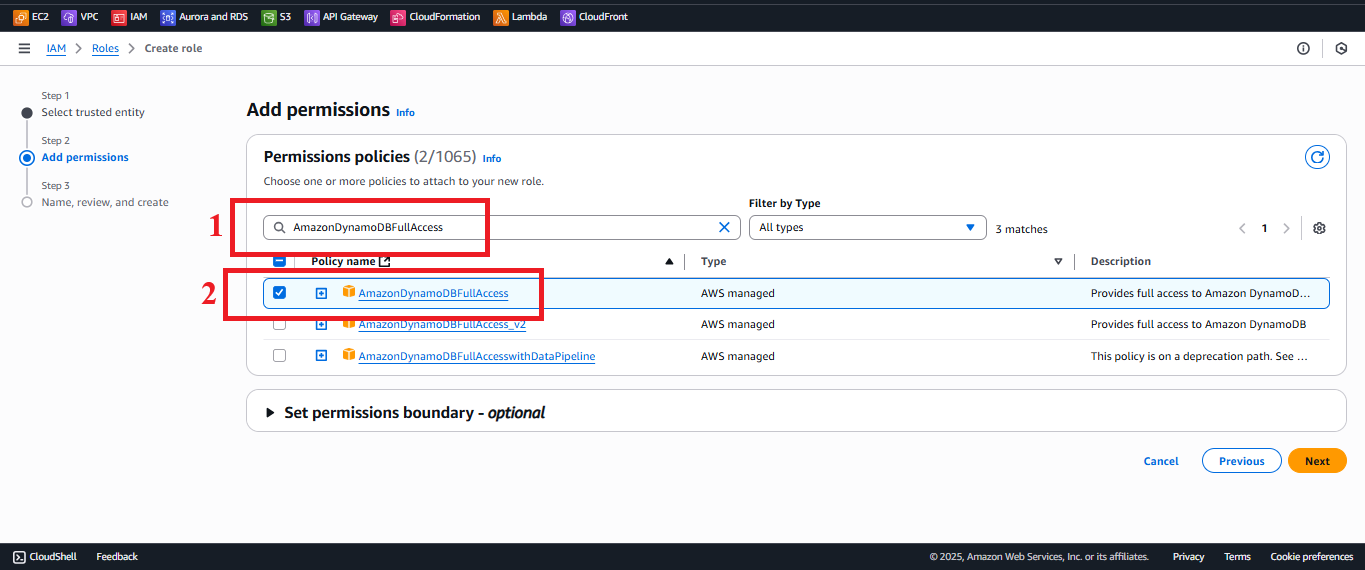 EC2 VPC IAM Aurora and RDS S3 API Gateway CloudFormation Lambda CloudFront
IAM Roles Create role
Step 1
Select trusted entity
Step 2
Add permissions
Step 3
Name, review, and create
Add permissions Info
Permissions policies (2/1065) Info
Choose one or more policies to attach to your new role.
Filter by Type
1 AmazonDynamoDBFullAccess All types 3 matches 1
Policy name Type Description
2 AmazonDynamoDBFullAccess AWS managed Provides full access to Amazon DynamoD...
AmazonDynamoDBFullAccess_v2 AWS managed Provides full access to Amazon DynamoDB
AmazonDynamoDBFullAccesswithDataPipeline AWS managed This policy is on a deprecation path. See ...
Set permissions boundary - optional
Cancel Previous Next
CloudShell Feedback © 2025, Amazon Web Services, Inc. or its affiliates. Privacy Terms Cookie preferences